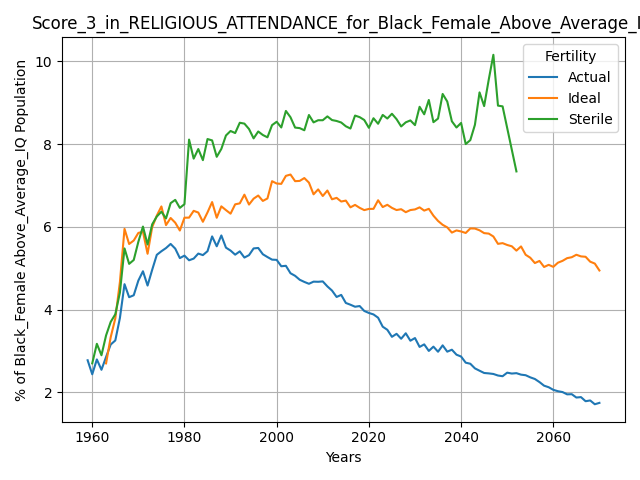 Score_3_in_RELIGIOUS_ATTENDANCE_for_Black_Female_Above_Average_I
Fertility
Actual
Ideal
Sterile
% of Black_Female Above_Average_IQ Population
10
8
6
4
2
1960
1980
2000
2020
2040
2060
Years